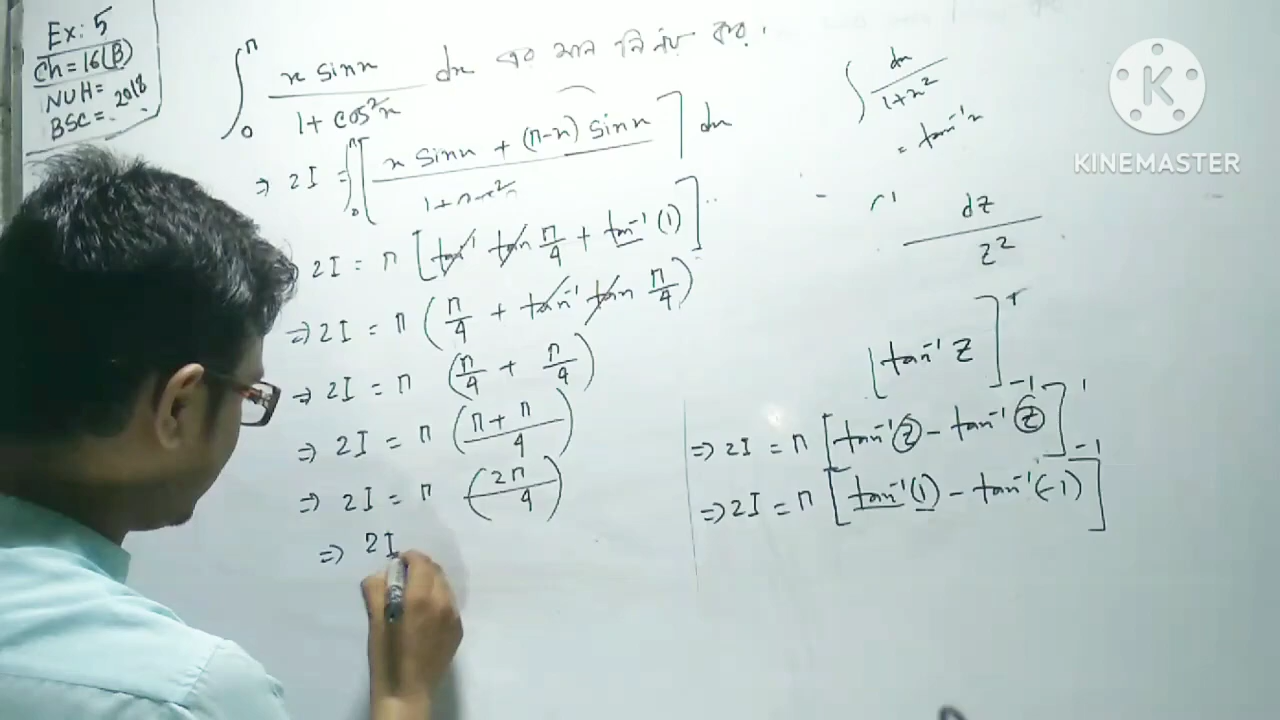 Ex: 5
Ch = 16(B)
NUH =
BSC = 2018
∫₀^π x sinx / 1 + cos²x dx এর মান নির্ণয় কর.
⇒ 2I = ∫₀^π [ x sinx + (π-x) sinx / ] dx
⇒ 2I = π [ tan⁻¹ tan π/4 + tan⁻¹ (1) ]
⇒ 2I = π ( π/4 + tan⁻¹ tan π/4 )
⇒ 2I = π ( π/4 + π/4 )
⇒ 2I = π ( π + π / 4 )
⇒ 2I = π ( 2π / 4 )
⇒ 2I
∫ dx / 1+x²
= tan⁻¹x
KINEMASTER
dz / z²
[ tan⁻¹ z ] ₋₁
⇒ 2I = π [ tan⁻¹ z - tan⁻¹ z ]₋₁¹
⇒ 2I = π [ tan⁻¹(1) - tan⁻¹(-1) ]